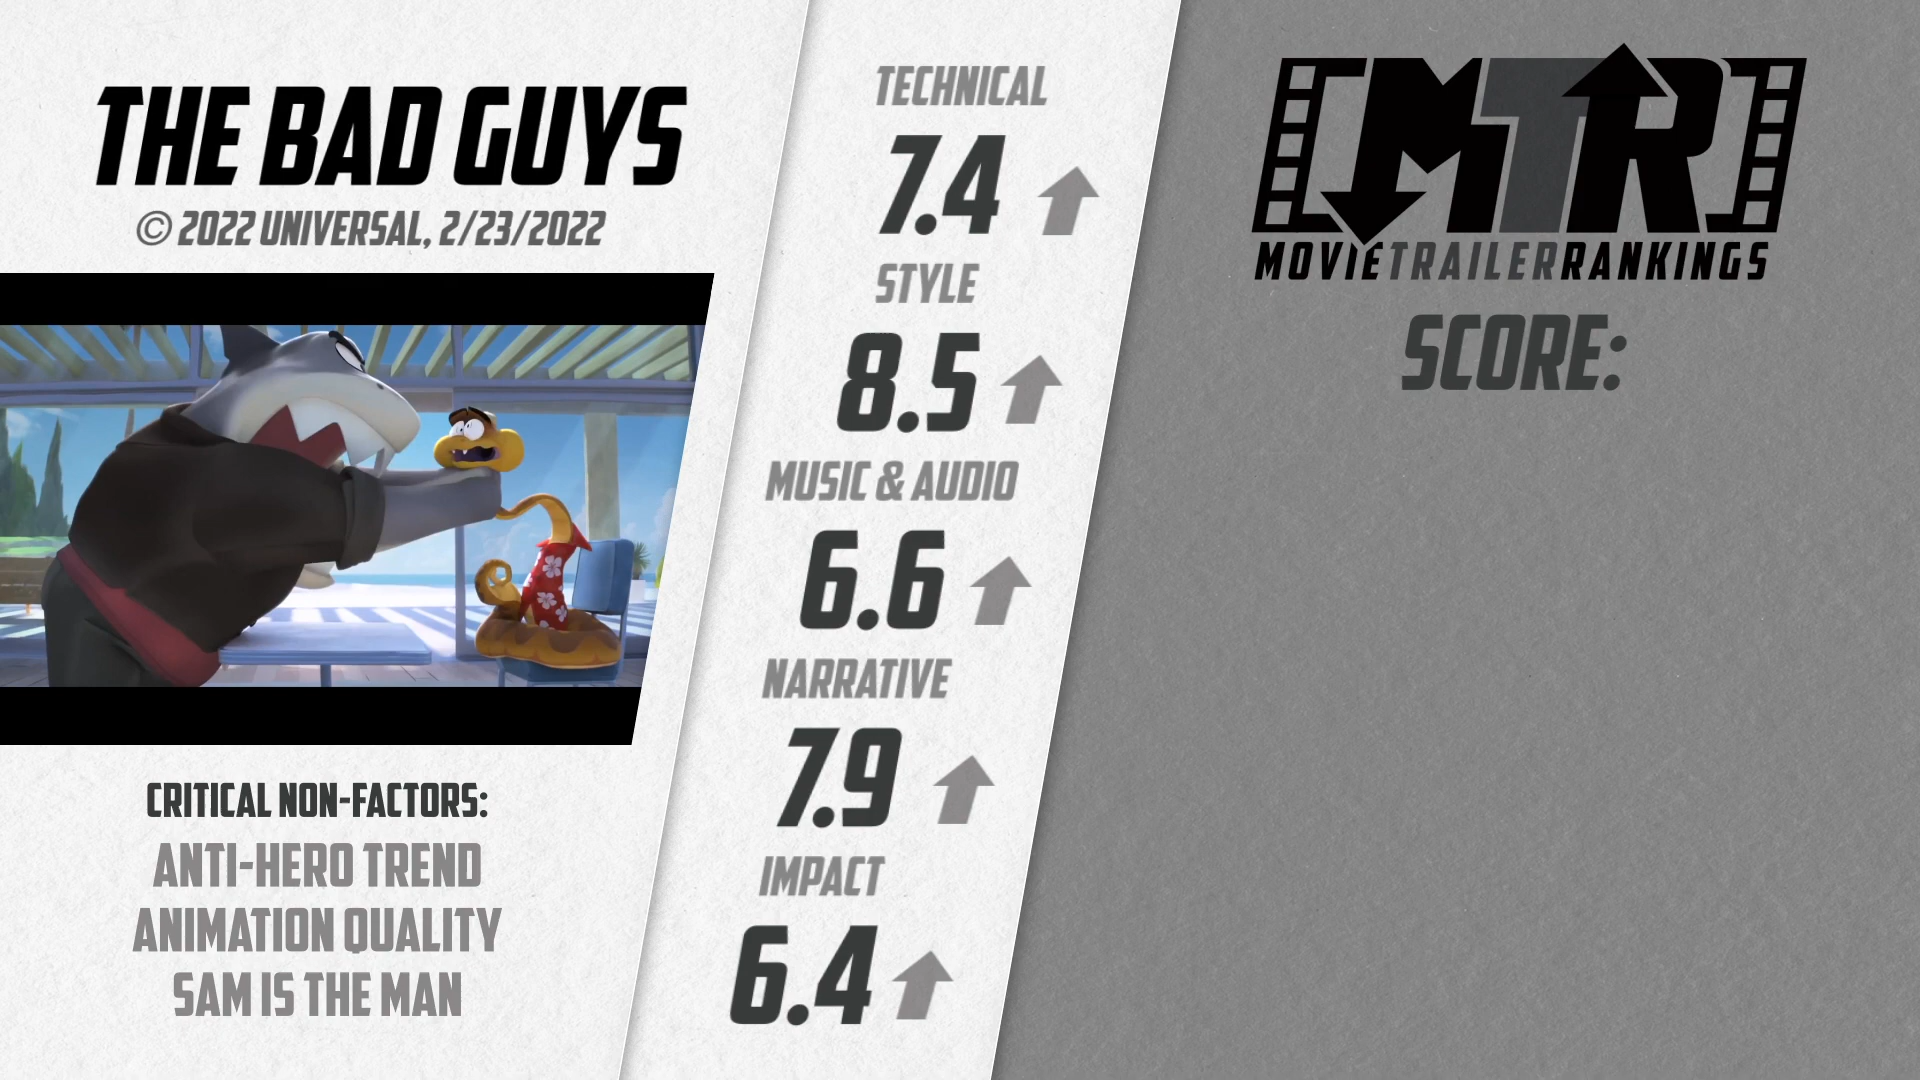 THE BAD GUYS
© 2022 UNIVERSAL, 2/23/2022
CRITICAL NON-FACTORS:
ANTI-HERO TREND
ANIMATION QUALITY
SAM IS THE MAN
TECHNICAL
7.4
STYLE
8.5
MUSIC & AUDIO
6.6
NARRATIVE
7.9
IMPACT
6.4
[MTR]
MOVIETRAILERRANKINGS
SCORE: